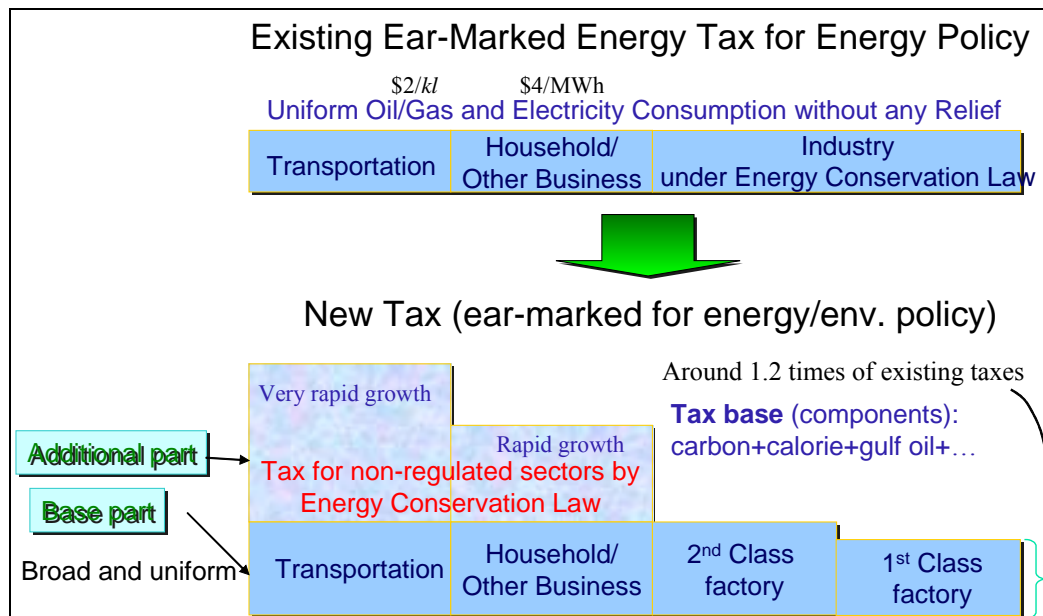 Existing Ear-Marked Energy Tax for Energy Policy
$2/kl $4/MWh
Uniform Oil/Gas and Electricity Consumption without any Relief
Transportation
Household/
Other Business
Industry
under Energy Conservation Law
New Tax (ear-marked for energy/env. policy)
Very rapid growth
Rapid growth
Around 1.2 times of existing taxes
Tax base (components):
carbon+calorie+gulf oil+…
Additional part
Tax for non-regulated sectors by
Energy Conservation Law
Base part
Broad and uniform
Transportation
Household/
Other Business
2nd Class
factory
1st Class
factory